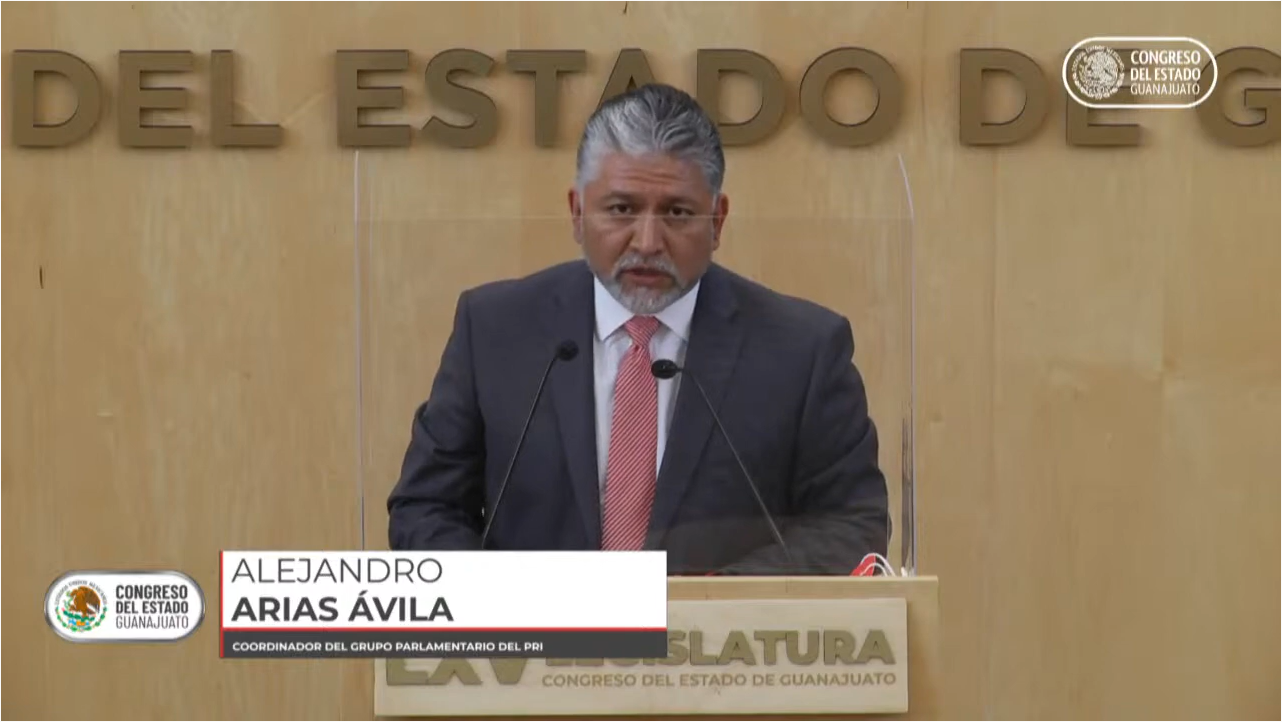 DEL ESTADO DE G
CONGRESO
DEL ESTADO
GUANAJUATO
ALEJANDRO
ARIAS ÁVILA
COORDINADOR DEL GRUPO PARLAMENTARIO DEL PRI
CONGRESO
DEL ESTADO
GUANAJUATO
LXV LEGISLATURA
CONGRESO DEL ESTADO DE GUANAJUATO